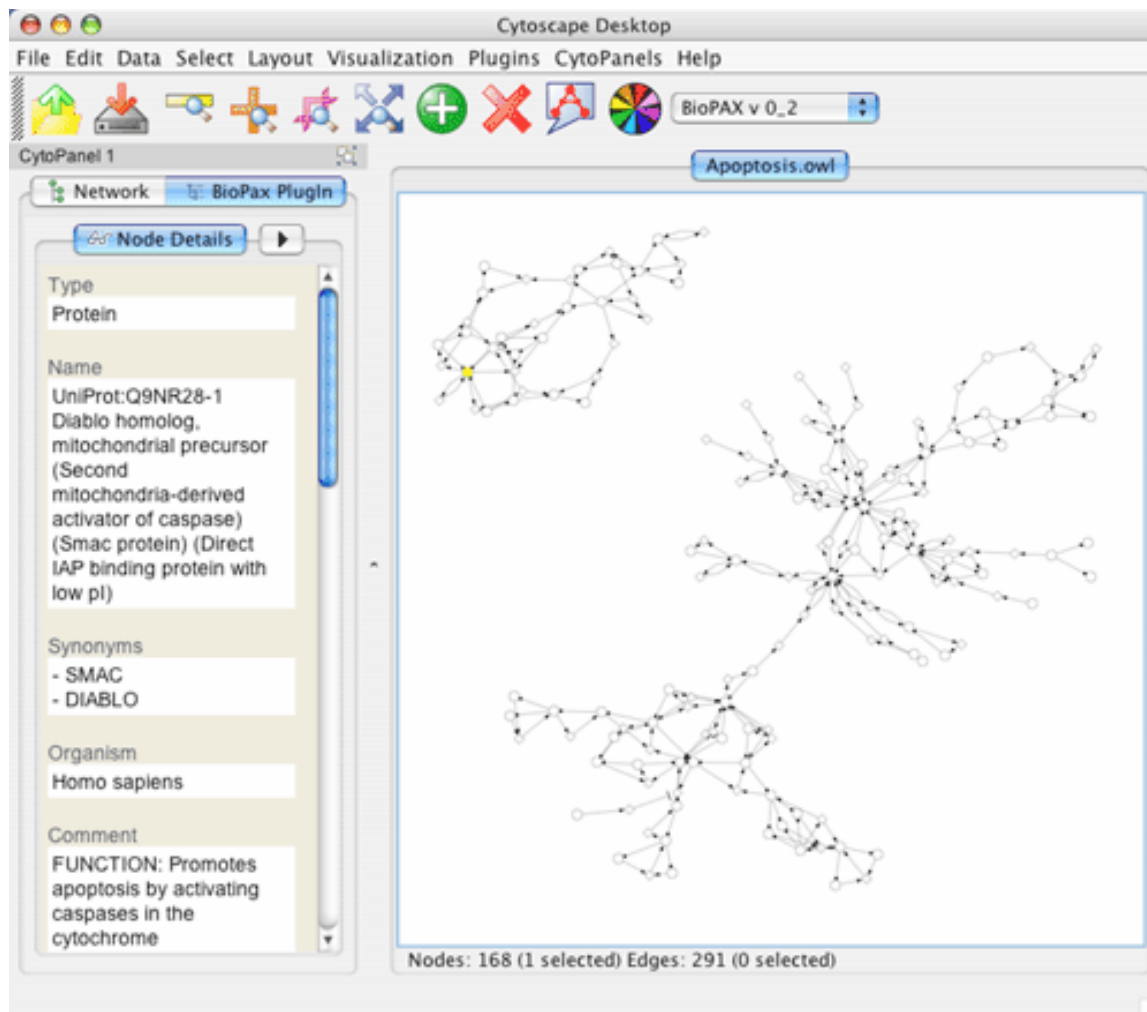 Cytoscape Desktop
File Edit Data Select Layout Visualization Plugins CytoPanels Help
BioPAX v 0_2
CytoPanel 1
Network
BioPax PlugIn
Node Details
Type
Protein
Name
UniProt:Q9NR28-1
Diablo homolog,
mitochondrial precursor
(Second
mitochondria-derived
activator of caspase)
(Smac protein) (Direct
IAP binding protein with
low pI)
Synonyms
- SMAC
- DIABLO
Organism
Homo sapiens
Comment
FUNCTION: Promotes
apoptosis by activating
caspases in the
cytochrome
Apoptosis.owl
Nodes: 168 (1 selected) Edges: 291 (0 selected)